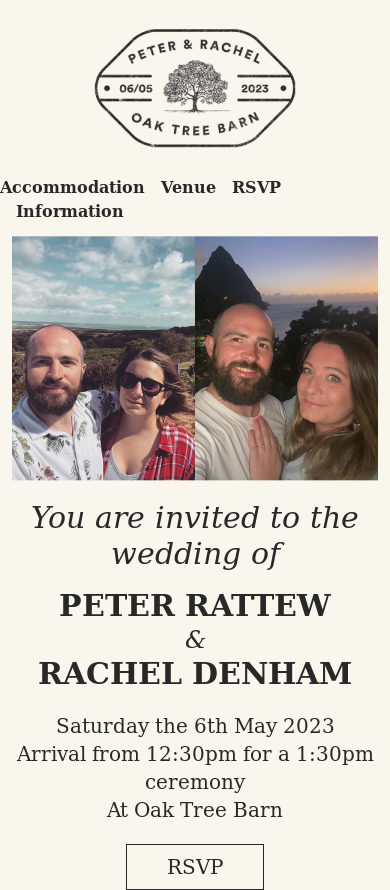 PETER & RACHEL
06/05 2023
OAK TREE BARN
Accommodation Venue RSVP
Information
You are invited to the
wedding of
PETER RATTEW
&
RACHEL DENHAM
Saturday the 6th May 2023
Arrival from 12:30pm for a 1:30pm
ceremony
At Oak Tree Barn
RSVP